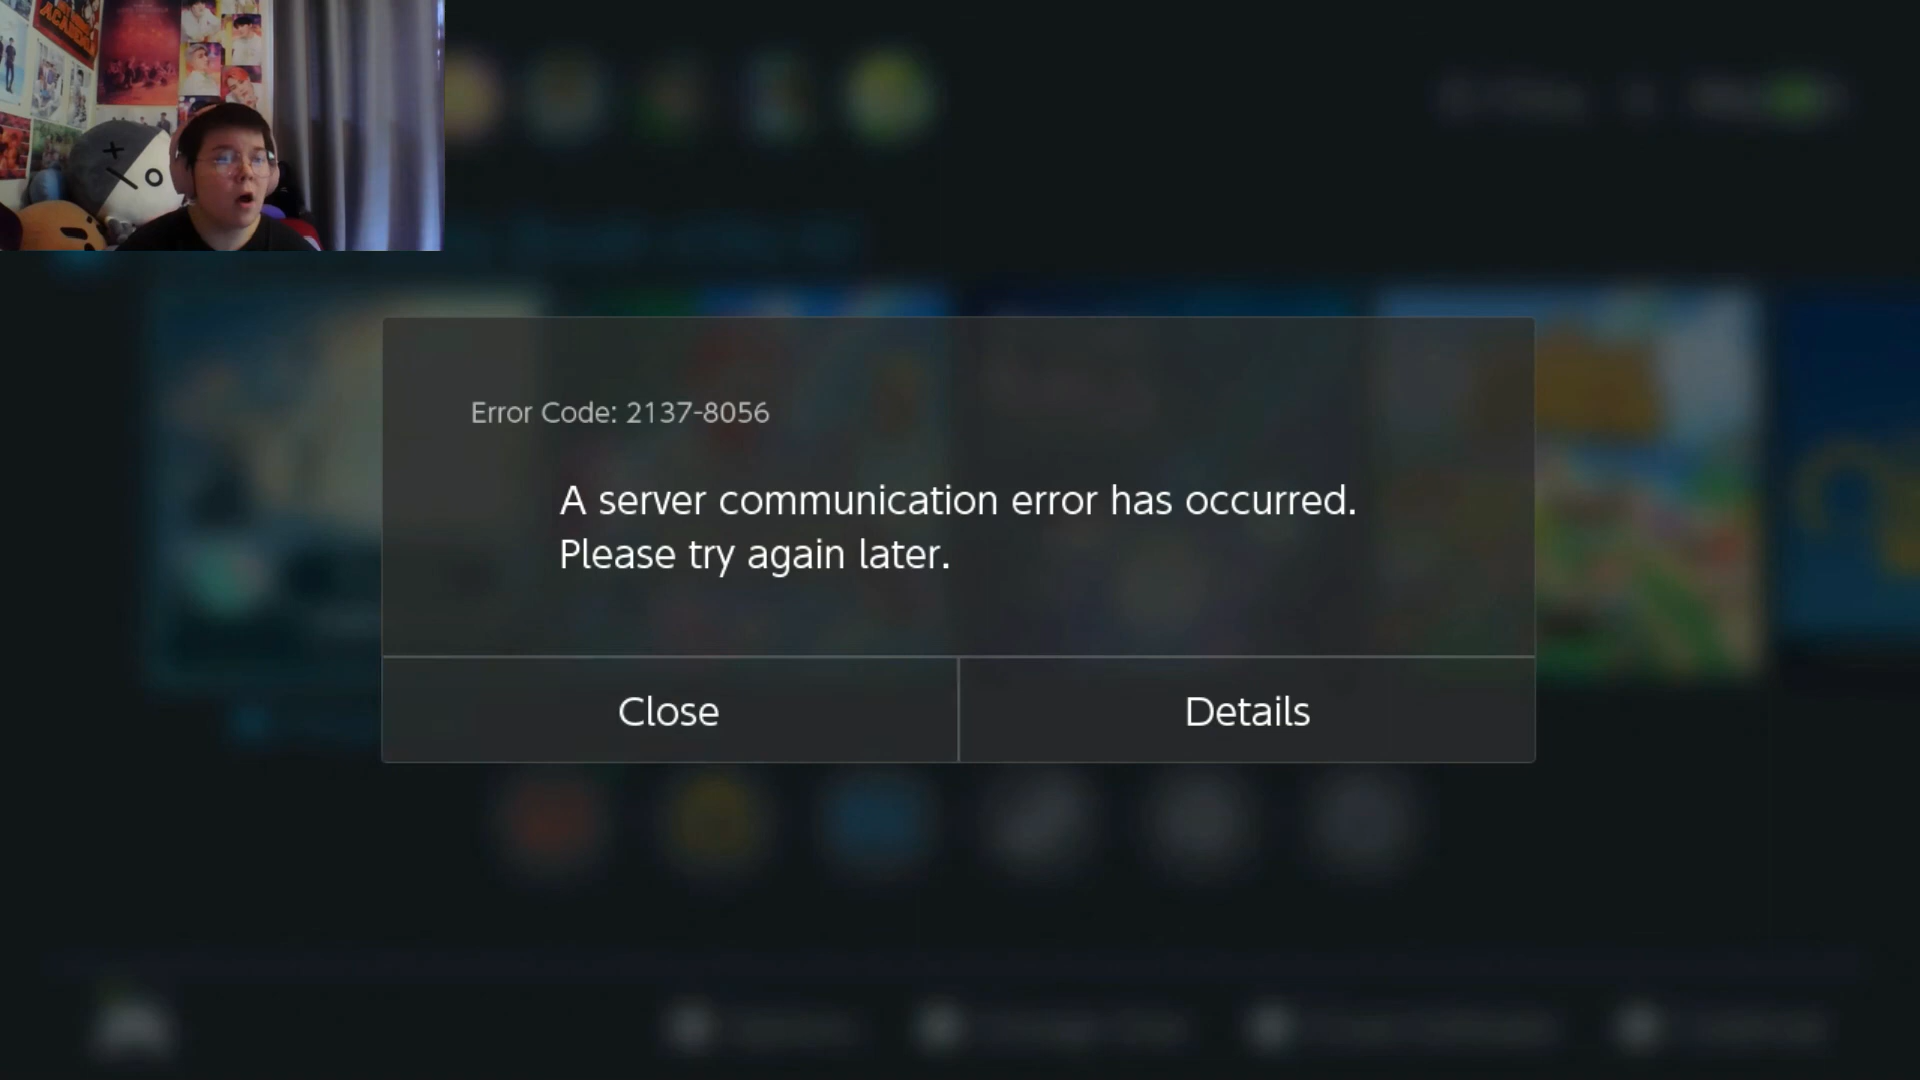 Error Code: 2137-8056
A server communication error has occurred.
Please try again later.
Close
Details